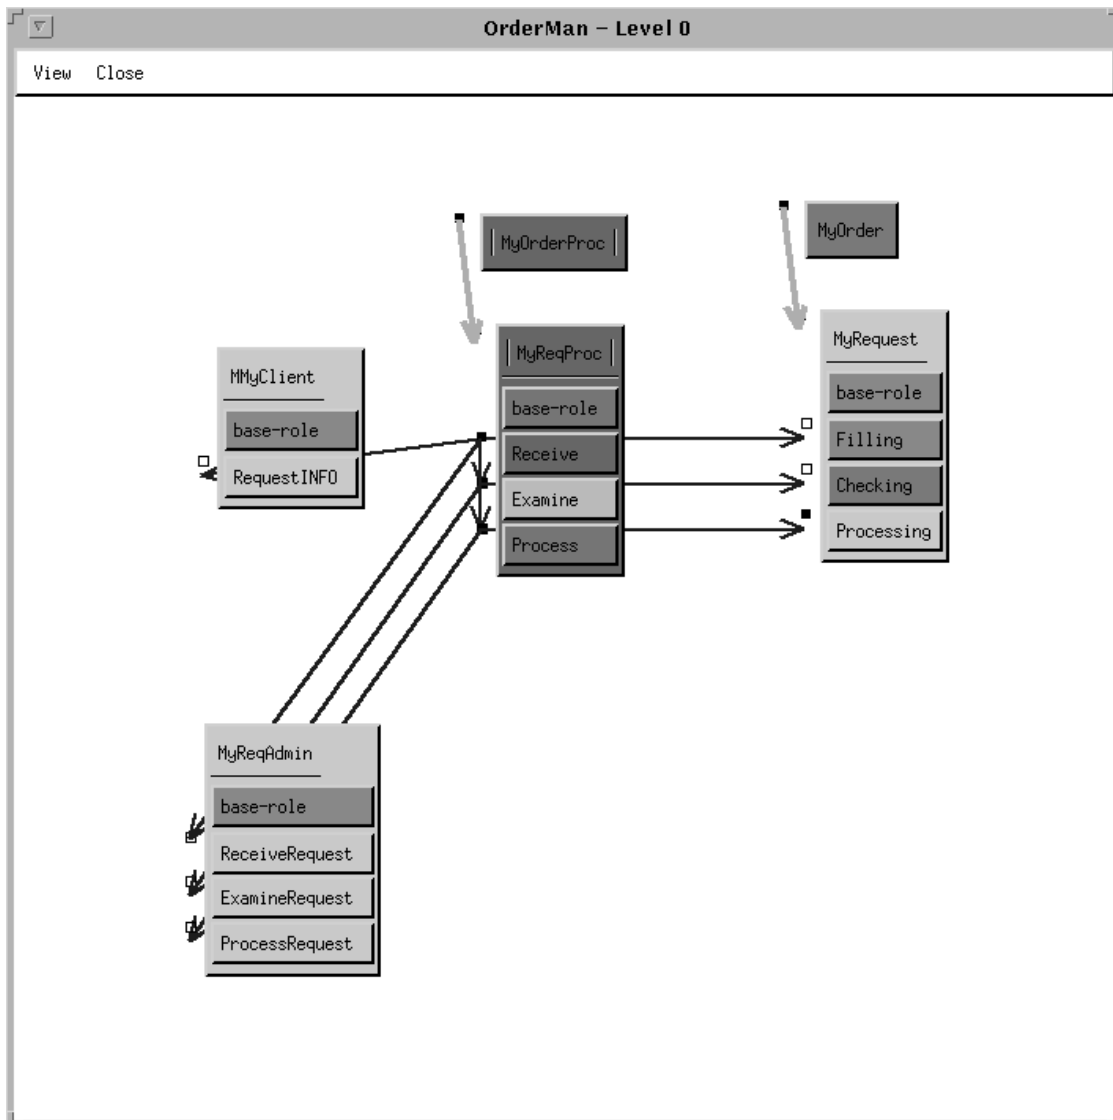 OrderMan – Level 0
View Close
MyOrderProc
MyOrder
MMyClient
base-role
RequestINFO
MyReqProc
base-role
Receive
Examine
Process
MyRequest
base-role
Filling
Checking
Processing
MyReqAdmin
base-role
ReceiveRequest
ExamineRequest
ProcessRequest